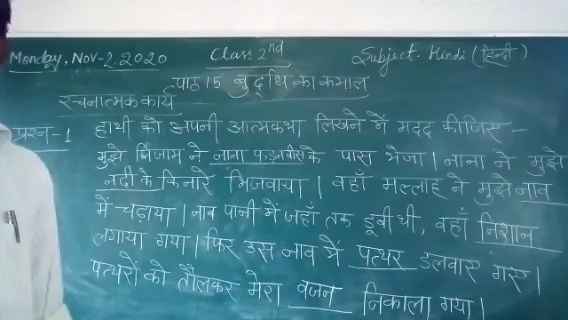 Monday, Nov-2, 2020 Class 2nd Subject- Hindi (हिन्दी)
पाठ 15 बुद्धि का कमाल
रचनात्मक कार्य
प्रश्न-1 हाथी को अपनी आत्मकथा लिखने में मदद कीजिए-
मुझे निजाम ने नाना फड़नवीस के पास भेजा। नाना ने मुझे
नदी के किनारे भिजवाया। वहाँ मल्लाह ने मुझे नाव
में चढ़ाया। नाव पानी में जहाँ तक डूबी थी, वहाँ निशान
लगाया गया। फिर उस नाव में पत्थर डलवाए गए।
पत्थरों को तौलकर मेरा वजन निकाला गया।